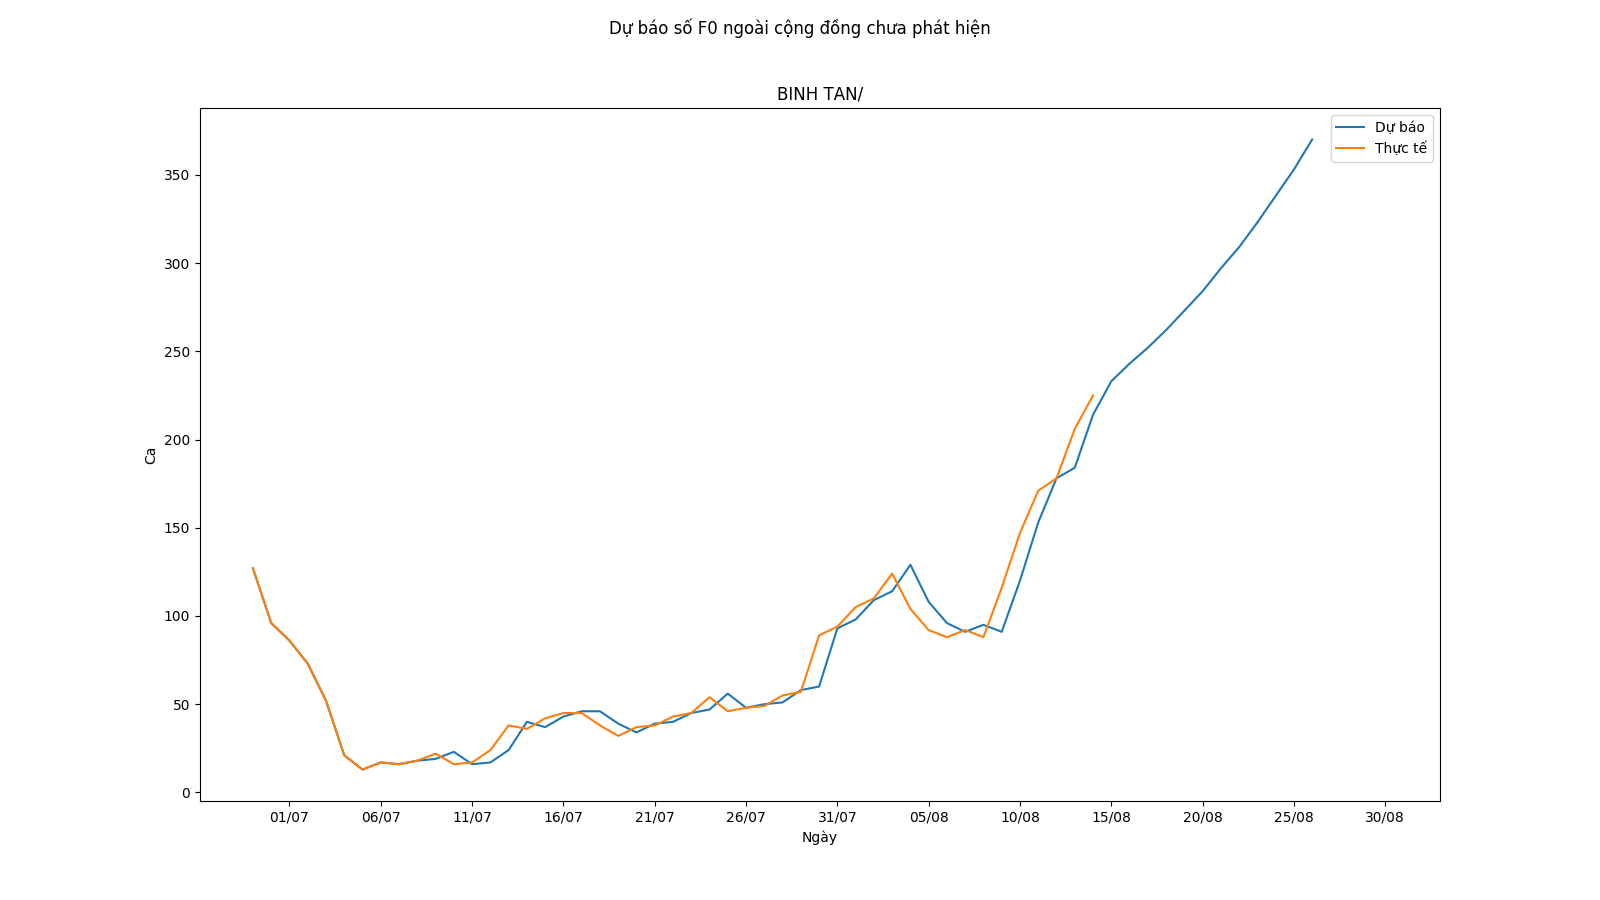 Dự báo số F0 ngoài cộng đồng chưa phát hiện
BINH TAN/
Dự báo
Thực tế
350
300
250
200
150
100
50
0
Ca
01/07 06/07 11/07 16/07 21/07 26/07 31/07 05/08 10/08 15/08 20/08 25/08 30/08
Ngày